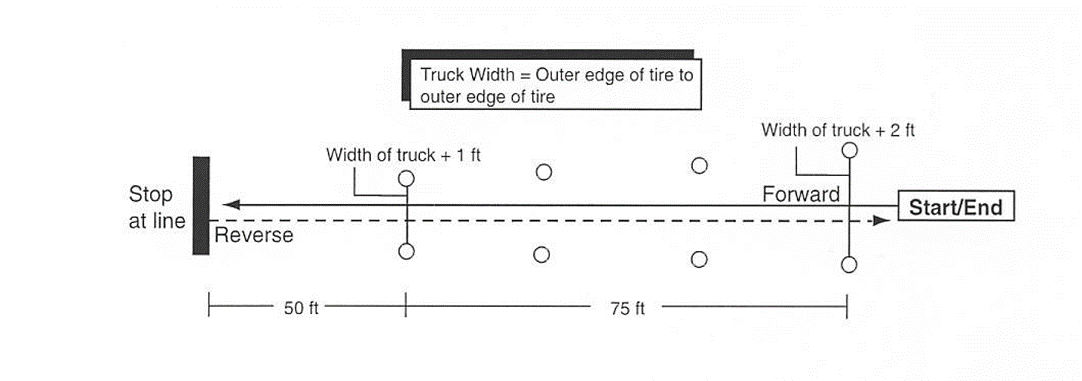 Truck Width = Outer edge of tire to
outer edge of tire
Width of truck + 2 ft
Width of truck + 1 ft
Stop
at line
Forward
Start/End
Reverse
50 ft
75 ft